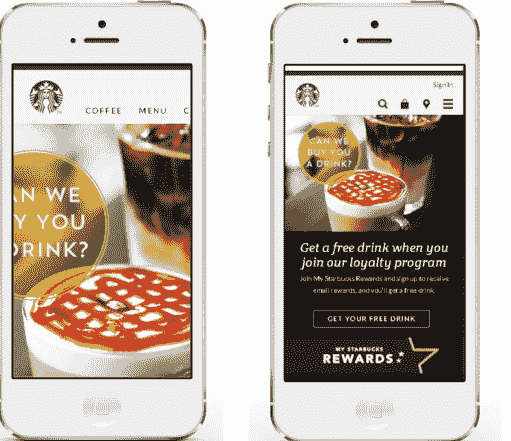 COFFEE MENU C
AN WE
Y YOU
DRINK?
Sign In
CAN WE
BUY YOU
A DRINK?
Get a free drink when you
join our loyalty program
Join My Starbucks Rewards and sign up to receive
email rewards, and you'll get a free drink.
GET YOUR FREE DRINK
MY STARBUCKS
REWARDS